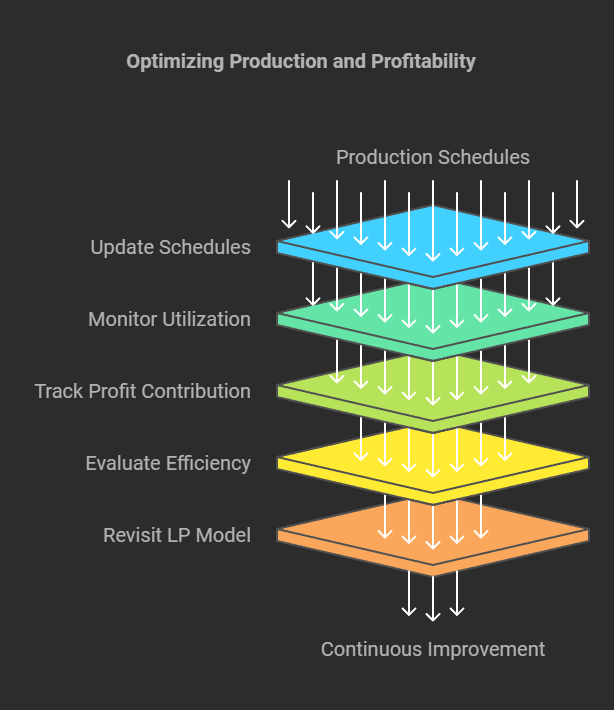 Optimizing Production and Profitability
Production Schedules
Update Schedules
Monitor Utilization
Track Profit Contribution
Evaluate Efficiency
Revisit LP Model
Continuous Improvement